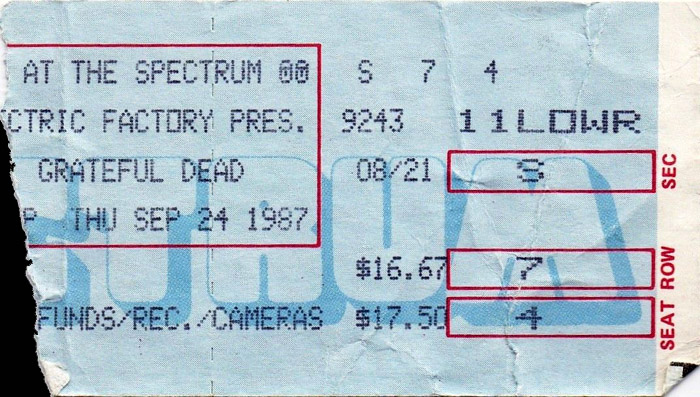 AT THE SPECTRUM 00 S 7 4
CTRIC FACTORY PRES. 9243 11LOWR
GRATEFUL DEAD 08/21 S SEC
P THU SEP 24 1987
$16.67 7 ROW
FUNDS/REC./CAMERAS $17.50 4 SEAT
TRUM